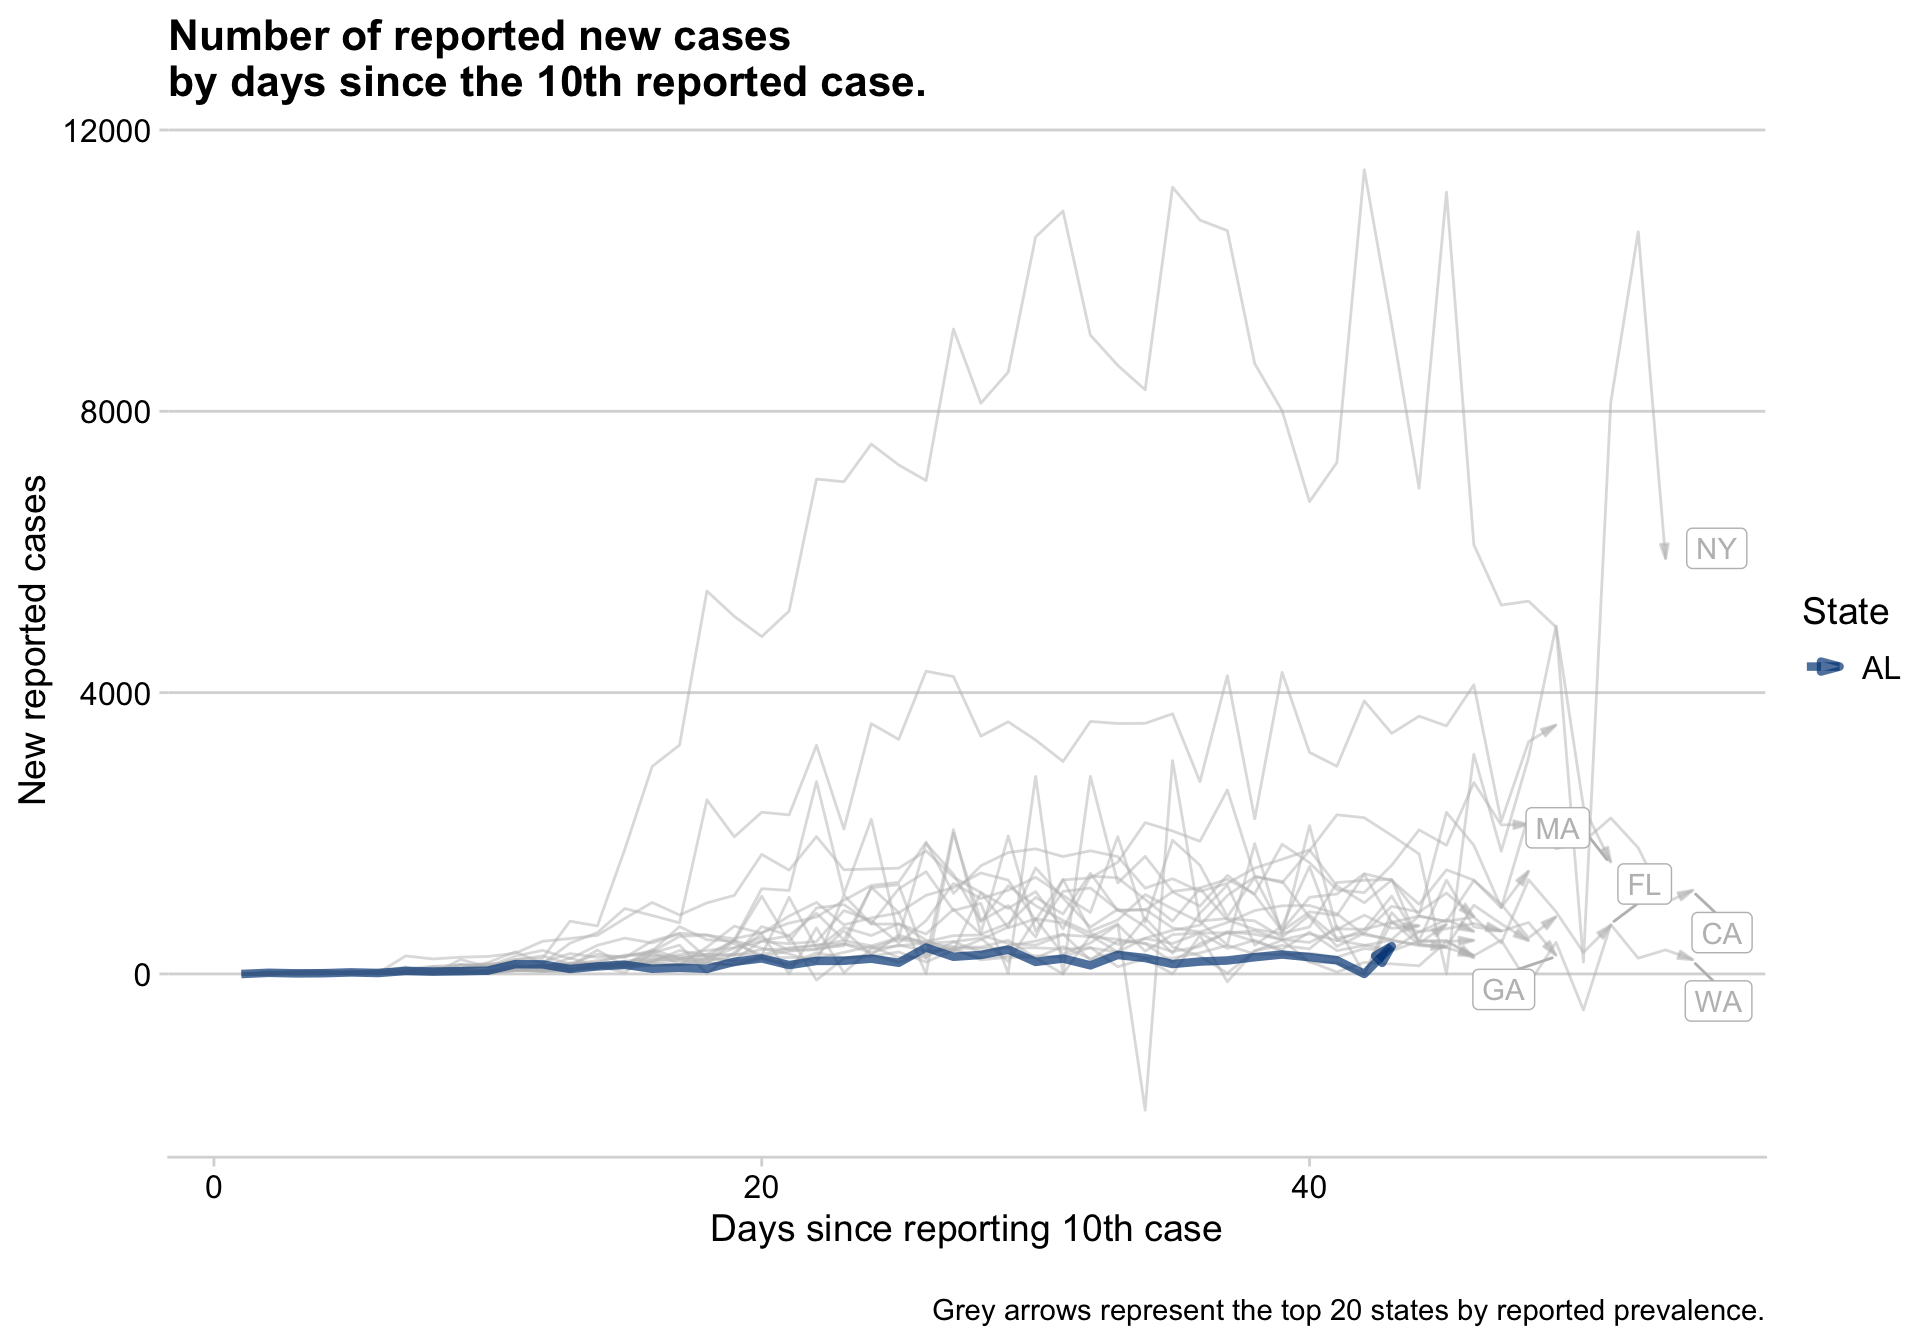 Number of reported new cases
by days since the 10th reported case.
12000
8000
4000
0
New reported cases
NY
MA
FL
CA
GA
WA
State
AL
0
20
40
Days since reporting 10th case
Grey arrows represent the top 20 states by reported prevalence.